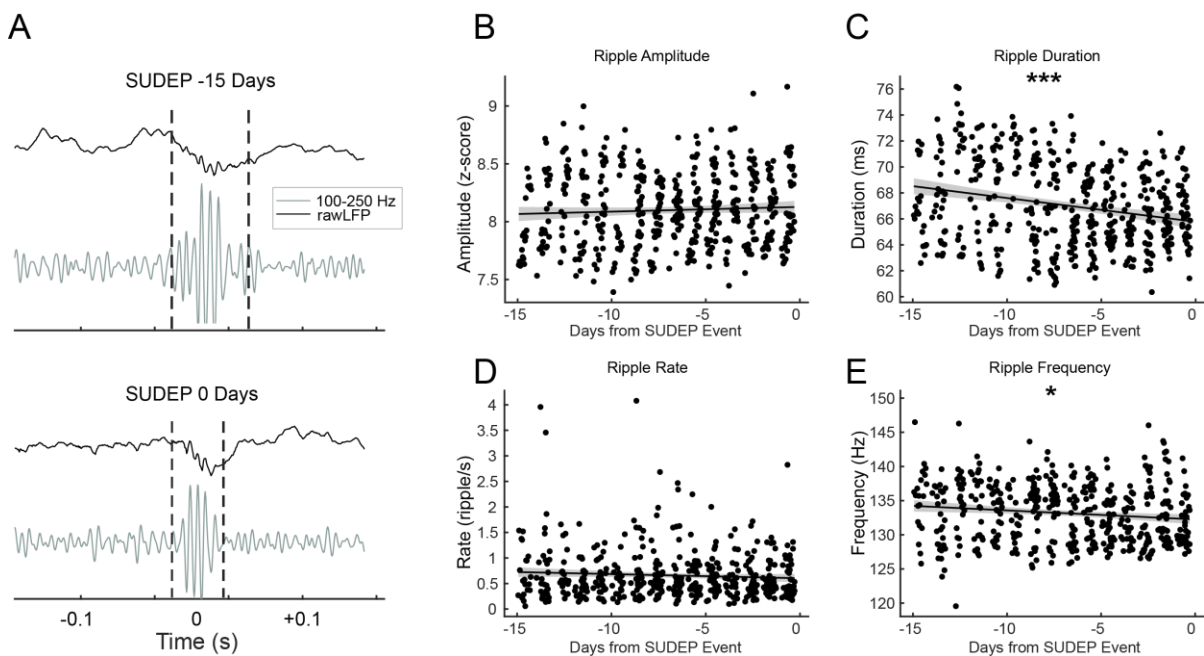 A
SUDEP -15 Days
100-250 Hz
rawLFP
SUDEP 0 Days
-0.1
0
+0.1
Time (s)
B
Ripple Amplitude
Amplitude (z-score)
9
8.5
8
7.5
-15
-10
-5
0
Days from SUDEP Event
C
Ripple Duration
***
Duration (ms)
76
74
72
70
68
66
64
62
60
-15
-10
-5
0
Days from SUDEP Event
D
Ripple Rate
Rate (ripple/s)
4
3.5
3
2.5
2
1.5
1
0.5
0
-15
-10
-5
0
Days from SUDEP Event
E
Ripple Frequency
*
Frequency (Hz)
150
145
134
135
134
125
120
-15
-10
-5
0
Days from SUDEP Event